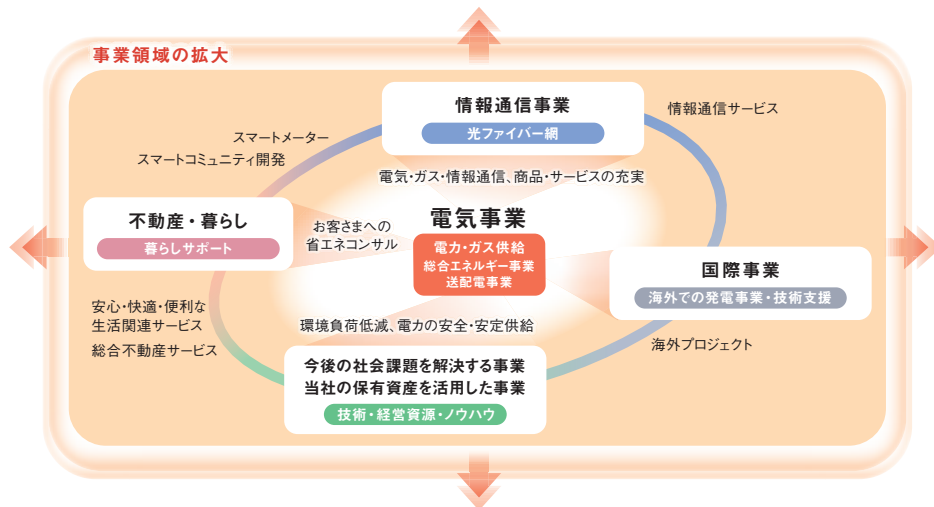 事業領域の拡大
情報通信事業
光ファイバー網
情報通信サービス
スマートメーター
スマートコミュニティ開発
電気・ガス・情報通信、商品・サービスの充実
不動産・暮らし
暮らしサポート
お客さまへの
省エネコンサル
電気事業
電力・ガス供給
総合エネルギー事業
送配電事業
国際事業
海外での発電事業・技術支援
安心・快適・便利な
生活関連サービス
総合不動産サービス
環境負荷低減、電力の安全・安定供給
海外プロジェクト
今後の社会課題を解決する事業
当社の保有資産を活用した事業
技術・経営資源・ノウハウ